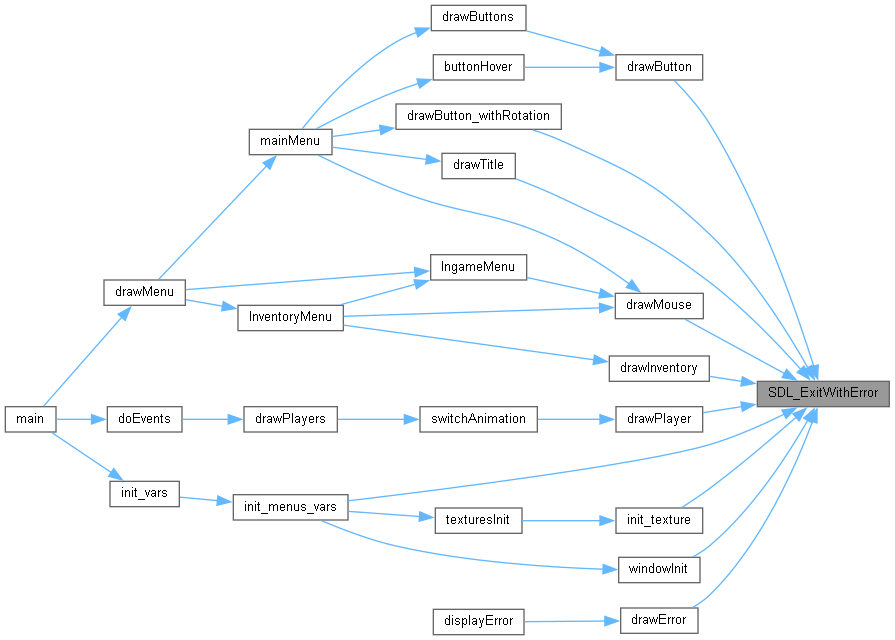 drawButtons
buttonHover
drawButton
drawButton_withRotation
mainMenu
drawTitle
IngameMenu
drawMenu
drawMouse
InventoryMenu
drawInventory
SDL_ExitWithError
main
doEvents
drawPlayers
switchAnimation
drawPlayer
init_vars
init_menus_vars
texturesInit
init_texture
windowInit
displayError
drawError